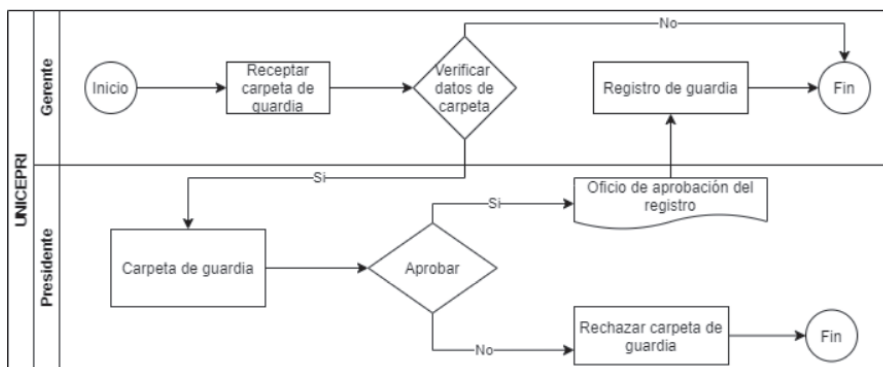 UNICEPRI
Gerente
Inicio
Receptar
carpeta de
guardia
Verificar
datos de
carpeta
No
Registro de guardia
Fin
Presidente
Si
Carpeta de guardia
Aprobar
Si
Oficio de aprobación del
registro
No
Rechazar carpeta de
guardia
Fin